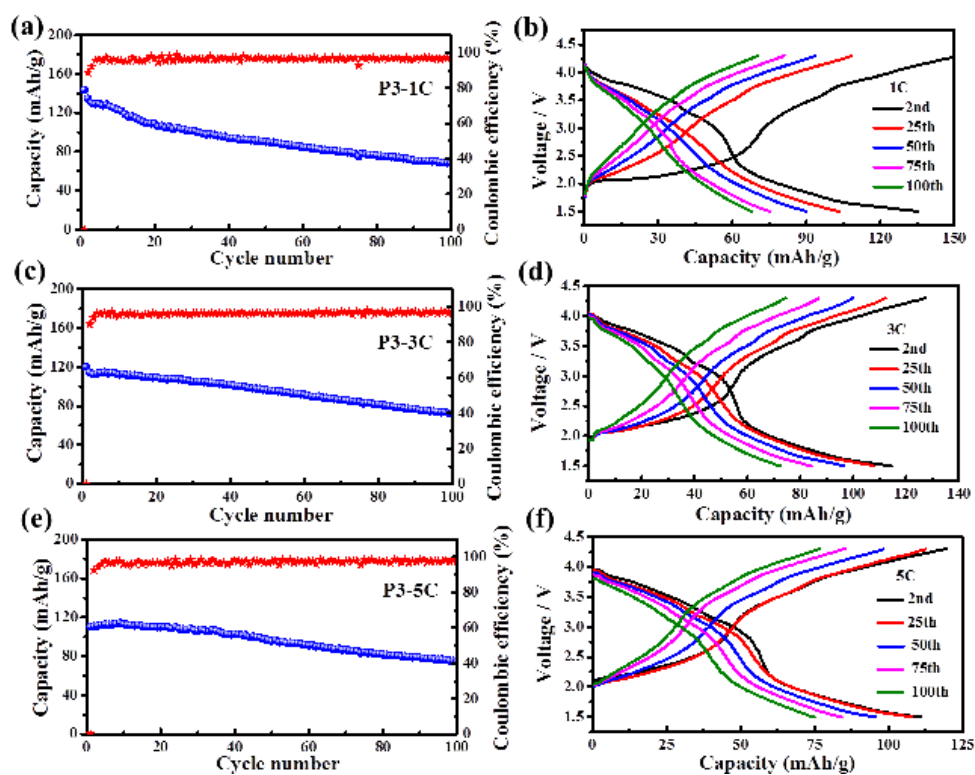 (a)
Capacity (mAh/g)
200
160
120
80
40
0
P3-1C
100
80
60
40
20
0
Coulombic efficiency (%)
0 20 40 60 80 100
Cycle number
(b)
Voltage / V
4.5
4.0
3.5
3.0
2.5
2.0
1.5
1C
2nd
25th
50th
75th
100th
0 30 60 90 120 150
Capacity (mAh/g)
(c)
Capacity (mAh/g)
200
160
120
80
40
0
P3-3C
100
80
60
40
20
0
Coulombic efficiency (%)
0 20 40 60 80 100
Cycle number
(d)
Voltage / V
4.5
4.0
3.5
3.0
2.5
2.0
1.5
3C
2nd
25th
50th
75th
100th
0 20 40 60 80 100 120 140
Capacity (mAh/g)
(e)
Capacity (mAh/g)
200
160
120
80
40
0
P3-5C
100
80
60
40
20
0
Coulombic efficiency (%)
0 20 40 60 80 100
Cycle number
(f)
Voltage / V
4.5
4.0
3.5
3.0
2.5
2.0
1.5
5C
2nd
25th
50th
75th
100th
0 25 50 75 100 125
Capacity (mAh/g)